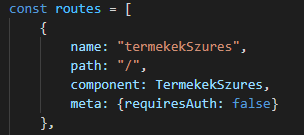 const routes = [
{
name: "termekekSzures",
path: "/",
component: TermekekSzures,
meta: {requiresAuth: false}
},